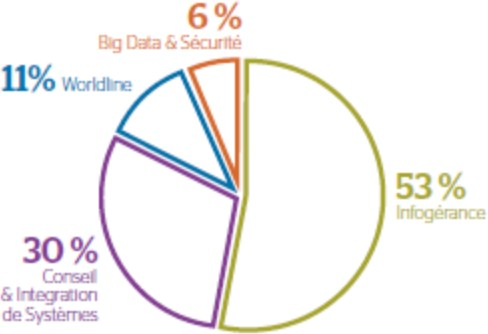 6 %
Big Data & Sécurité
11% Worldline
53 %
Infogérance
30 %
Conseil
& Integration
de Systèmes